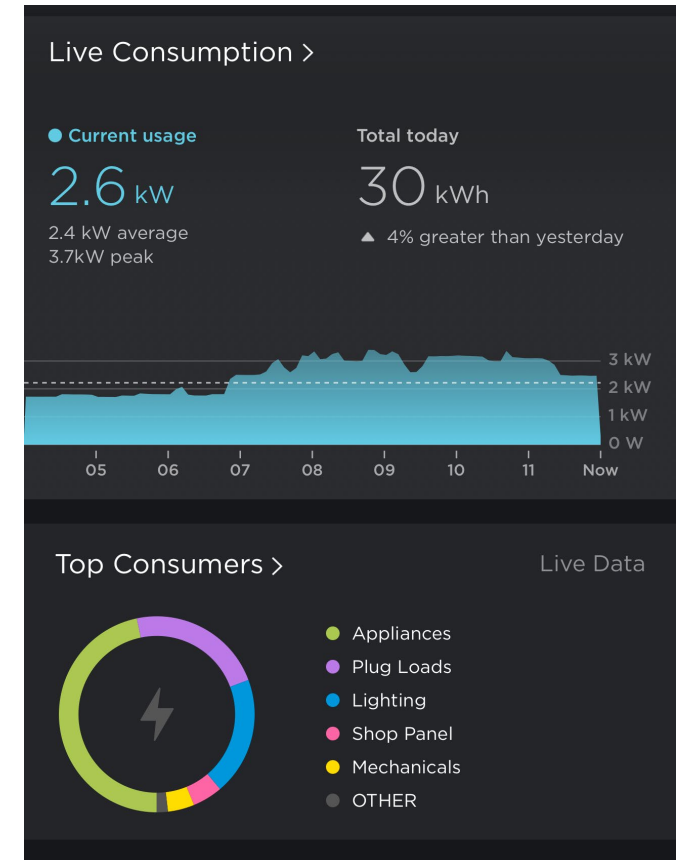 Live Consumption >
Current usage
2.6 kW
2.4 kW average
3.7kW peak
Total today
30 kWh
▲ 4% greater than yesterday
3 kW
2 kW
1 kW
0 W
05 06 07 08 09 10 11 Now
Top Consumers >
Live Data
Appliances
Plug Loads
Lighting
Shop Panel
Mechanicals
OTHER